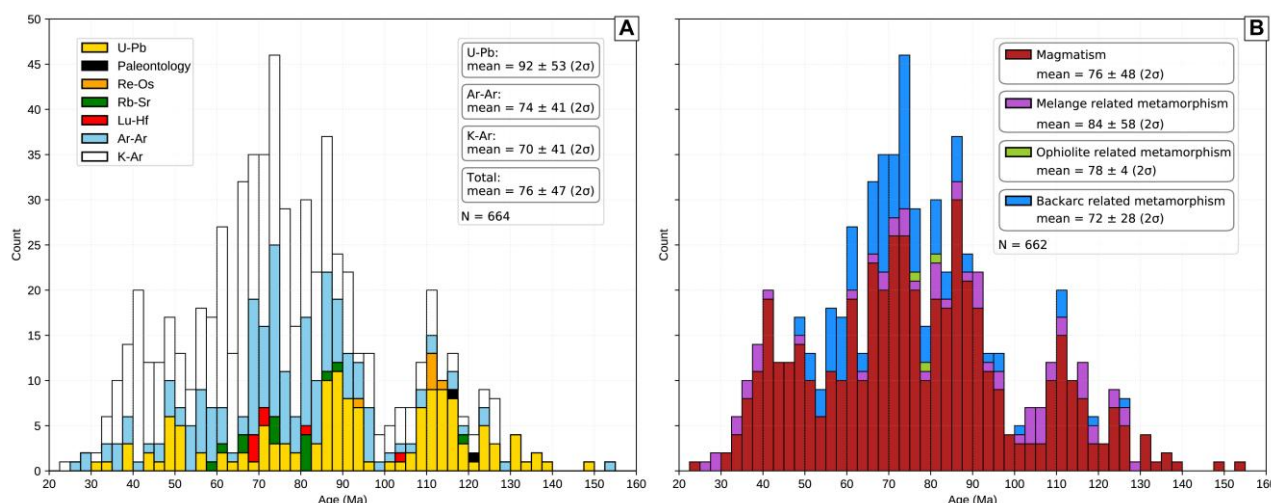 A
50
45
40
35
30
25
20
15
10
5
0
Count
U-Pb
Paleontology
Re-Os
Rb-Sr
Lu-Hf
Ar-Ar
K-Ar
U-Pb:
mean = 92 ± 53 (2σ)
Ar-Ar:
mean = 74 ± 41 (2σ)
K-Ar:
mean = 70 ± 41 (2σ)
Total:
mean = 76 ± 47 (2σ)
N = 664
20 30 40 50 60 70 80 90 100 110 120 130 140 150 160
Age (Ma)
B
Count
Magmatism
mean = 76 ± 48 (2σ)
Melange related metamorphism
mean = 84 ± 58 (2σ)
Ophiolite related metamorphism
mean = 78 ± 4 (2σ)
Backarc related metamorphism
mean = 72 ± 28 (2σ)
N = 662
20 30 40 50 60 70 80 90 100 110 120 130 140 150 160
Age (Ma)